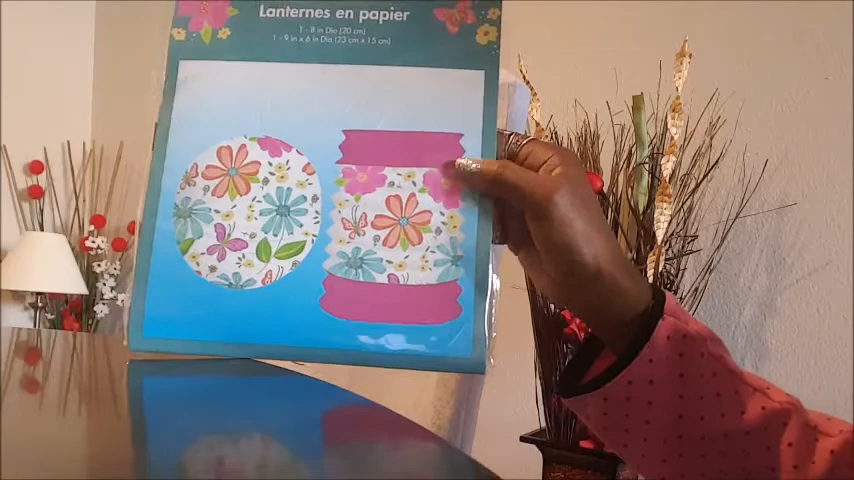 Lanternes en papier
1 - 8 in Dia (20 cm)
1 - 9 in x 6 in DIA (23 cm x 15 cm)